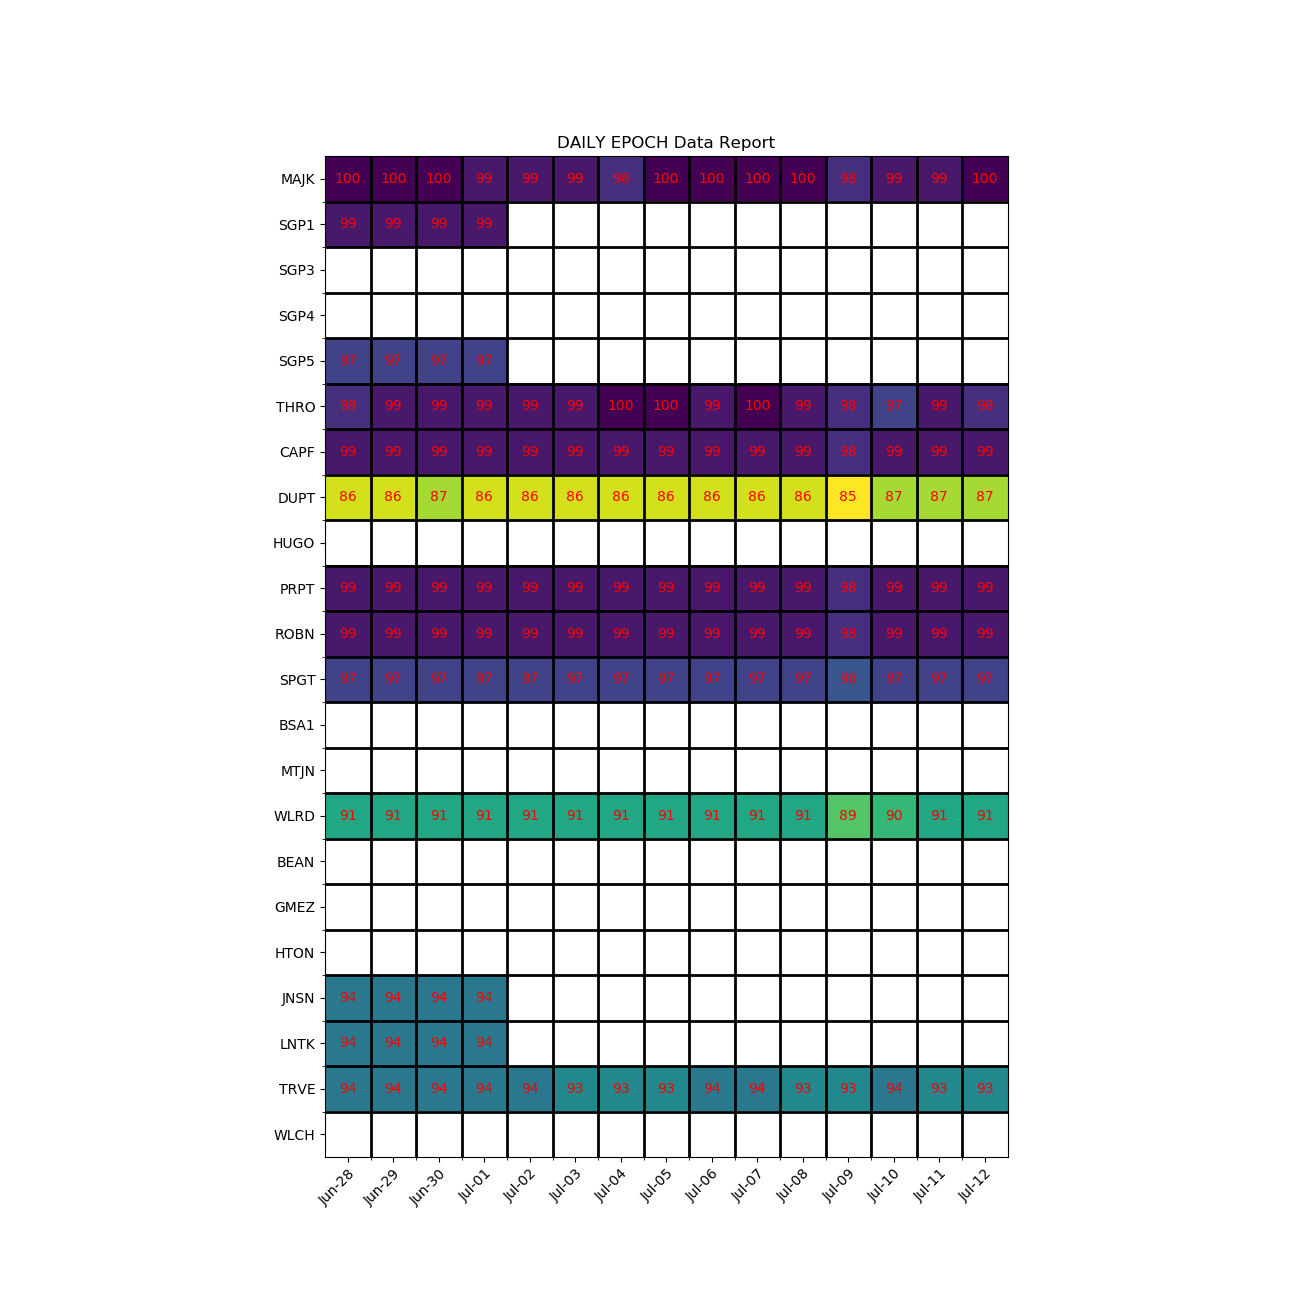 DAILY EPOCH Data Report
MAJK 100 100 100 99 99 99 98 100 100 100 100 98 99 99 100
SGP1 99 99 99 99
SGP3
SGP4
SGP5 97 97 97 97
THRO 98 99 99 99 99 99 100 100 99 100 99 98 97 99 98
CAPF 99 99 99 99 99 99 99 99 99 99 99 98 99 99 99
DUPT 86 86 87 86 86 86 86 86 86 86 86 85 87 87 87
HUGO
PRPT 99 99 99 99 99 99 99 99 99 99 99 98 99 99 99
ROBN 99 99 99 99 99 99 99 99 99 99 99 98 99 99 99
SPGT 97 97 97 97 97 97 97 97 97 97 97 96 97 97 97
BSA1
MTJN
WLRD 91 91 91 91 91 91 91 91 91 91 91 89 90 91 91
BEAN
GMEZ
HTON
JNSN 94 94 94 94
LNTK 94 94 94 94
TRVE 94 94 94 94 94 93 93 93 94 94 93 93 94 93 93
WLCH
Jun-28 Jun-29 Jun-30 Jul-01 Jul-02 Jul-03 Jul-04 Jul-05 Jul-06 Jul-07 Jul-08 Jul-09 Jul-10 Jul-11 Jul-12